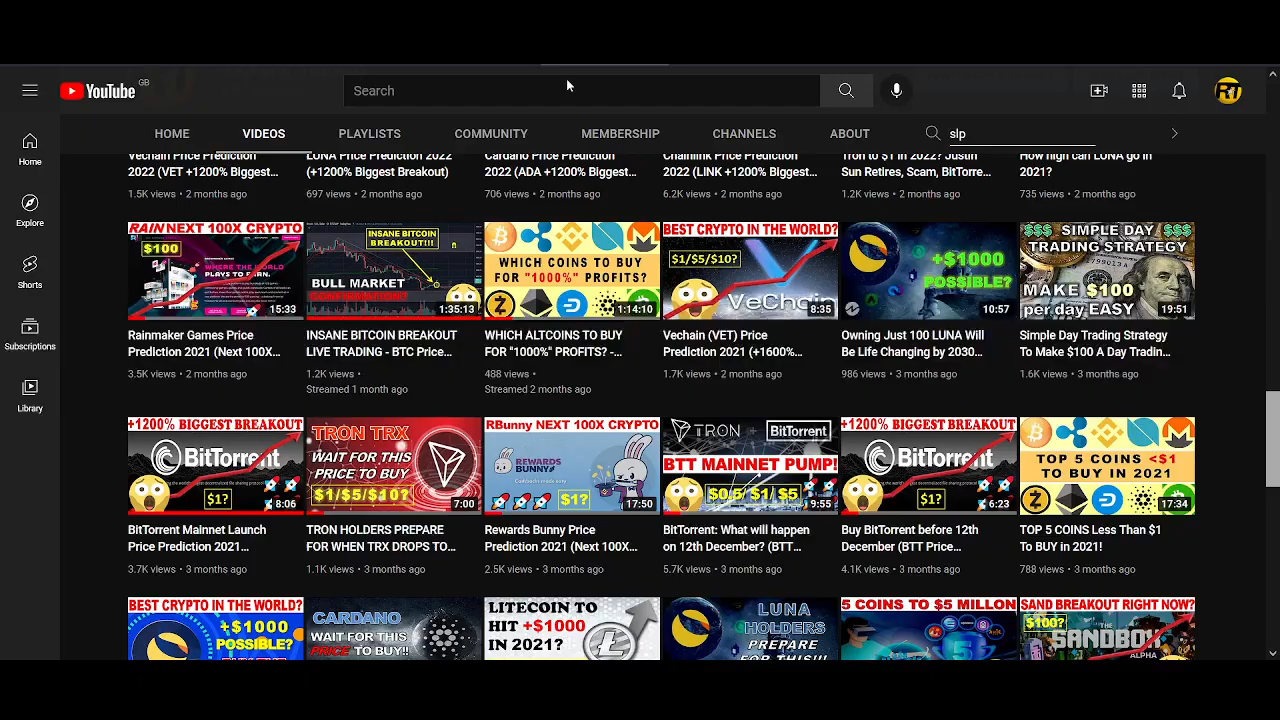 YouTube GB
Search
HOME VIDEOS PLAYLISTS COMMUNITY MEMBERSHIP CHANNELS ABOUT slp
Home
Explore
Shorts
Subscriptions
Library
Vechain Price Prediction
2022 (VET +1200% Biggest...
1.5K views • 2 months ago
LUNA Price Prediction 2022
(+1200% Biggest Breakout)
697 views • 2 months ago
Cardano Price Prediction
2022 (ADA +1200% Biggest...
706 views • 2 months ago
Chainlink Price Prediction
2022 (LINK +1200% Biggest...
6.2K views • 2 months ago
Tron to $1 in 2022? Justin
Sun Retires, Scam, BitTorre...
1.2K views • 2 months ago
How high can LUNA go in
2022?
735 views • 2 months ago
RAIN NEXT 100X CRYPTO
$100
15:33
Rainmaker Games Price
Prediction 2021 (Next 100X...
3.5K views • 2 months ago
INSANE BITCOIN
BREAKOUT!!!
BULL MARKET
1:35:13
INSANE BITCOIN BREAKOUT
LIVE TRADING - BTC Price...
1.2K views •
Streamed 1 month ago
WHICH COINS TO BUY
FOR "1000%" PROFITS?
1:14:10
WHICH ALTCOINS TO BUY
FOR "1000%" PROFITS? -...
488 views •
Streamed 2 months ago
BEST CRYPTO IN THE WORLD?
$1/$5/$10?
VeChain
8:35
Vechain (VET) Price
Prediction 2021 (+1600%...
1.7K views • 2 months ago
+$1000
POSSIBLE?
10:57
Owning Just 100 LUNA Will
Be Life Changing by 2030...
986 views • 3 months ago
$$$ SIMPLE DAY $$$
TRADING STRATEGY
MAKE $100
per day EASY
19:51
Simple Day Trading Strategy
To Make $100 A Day Tradin...
1.6K views • 3 months ago
+1200% BIGGEST BREAKOUT
BitTorrent
$1?
8:06
BitTorrent Mainnet Launch
Price Prediction 2021...
3.7K views • 3 months ago
TRON TRX
WAIT FOR THIS
PRICE TO BUY
$1/$5/$10?
7:00
TRON HOLDERS PREPARE
FOR WHEN TRX DROPS TO...
1.1K views • 3 months ago
RBunny NEXT 100X CRYPTO
REWARDS
BUNNY
Cashback made easy
$1?
17:50
Rewards Bunny Price
Prediction 2021 (Next 100X...
2.5K views • 3 months ago
TRON + BitTorrent
BTT MAINNET PUMP!
$0.5/$1/$5
9:55
BitTorrent: What will happen
on 12th December? (BTT...
5.7K views • 3 months ago
+1200% BIGGEST BREAKOUT
BitTorrent
$1?
6:23
Buy BitTorrent before 12th
December (BTT Price...
4.1K views • 3 months ago
TOP 5 COINS <$1
TO BUY IN 2021
17:34
TOP 5 COINS Less Than $1
To BUY in 2021!
788 views • 3 months ago
BEST CRYPTO IN THE WORLD?
+$1000
POSSIBLE?
CARDANO
WAIT FOR THIS
PRICE TO BUY!!
LITECOIN TO
HIT +$1000
IN 2021?
LUNA
HOLDERS
PREPARE
FOR THIS!!!
5 COINS TO $5 MILLON
SAND BREAKOUT RIGHT NOW?
$100?
THE
SANDBOX
ALPHA